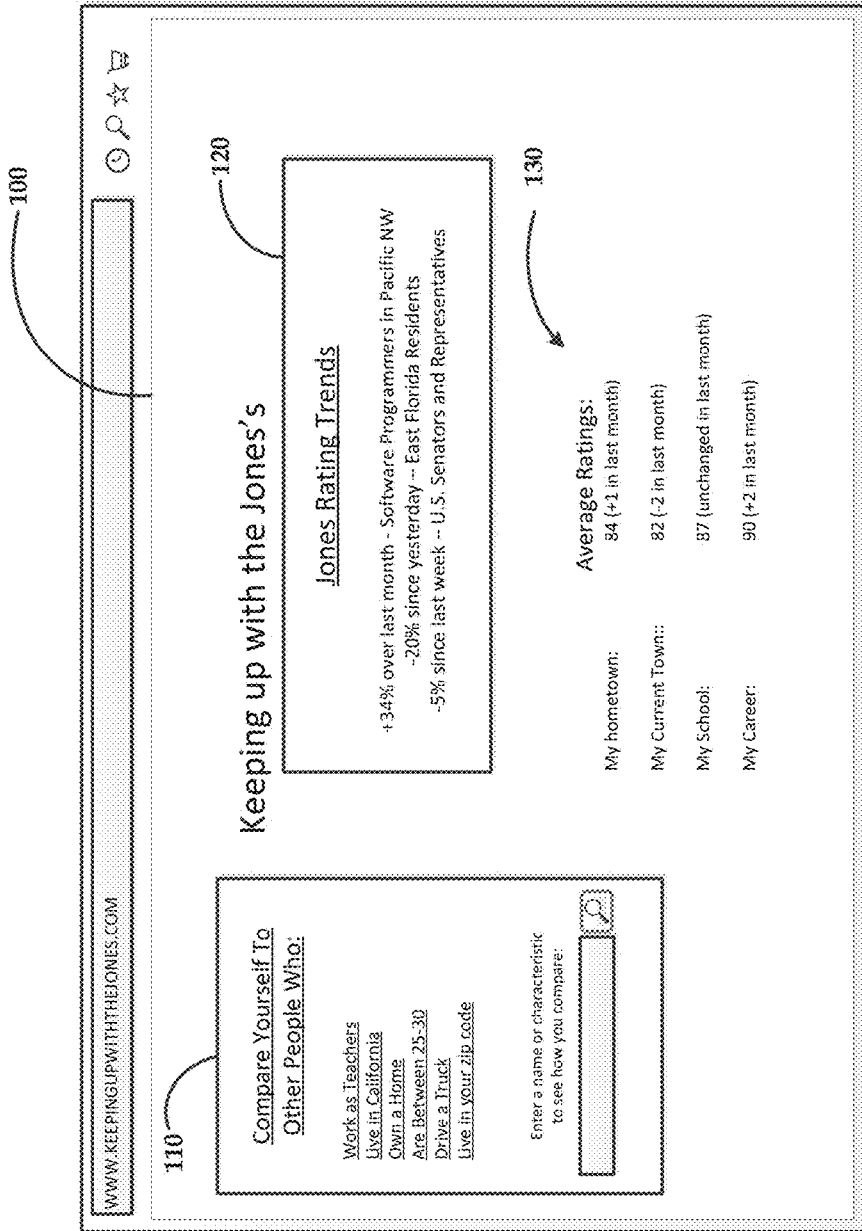 100
WWW.KEEPINGUPWITHTHEJONES.COM
110
Compare Yourself To
Other People Who:
Work as Teachers
Live in California
Own a Home
Are Between 25-30
Drive a Truck
Live in your zip code
Enter a name or characteristic
to see how you compare:
Keeping up with the Jones's
120
Jones Rating Trends
+34% over last month - Software Programmers in Pacific NW
-20% since yesterday – East Florida Residents
-5% since last week – U.S. Senators and Representatives
130
Average Ratings:
My hometown: 84 (+1 in last month)
My Current Town:: 82 (-2 in last month)
My School: 87 (unchanged in last month)
My Career: 90 (+2 in last month)